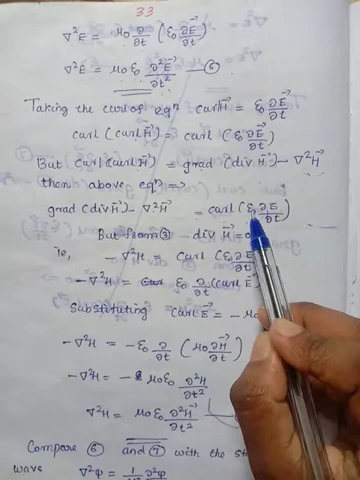 33
∇²E = μ₀ ∂/∂t (ε₀ ∂E⃗/∂t)
∇²E = μ₀ε₀ ∂²E⃗/∂t² — ⑥
Taking the curl of eqⁿ curl H⃗ = ε₀ ∂E⃗/∂t
curl (curl H⃗) = curl (ε₀ ∂E⃗/∂t)
But curl (curl H⃗) = grad (div H⃗) - ∇²H⃗
then above eqⁿ ⇒
grad (div H⃗) - ∇²H⃗ = curl (ε₀ ∂E/∂t)
But from ③ - div H⃗ = 0
ie, -∇²H = curl (ε₀ ∂E/∂t
-∇²H = ε₀ ∂/∂t (curl E⃗
Substituting Curl E⃗ = - μ₀
-∇²H = -ε₀ ∂/∂t (μ₀ ∂H⃗/∂t)
-∇²H = - μ₀ε₀ ∂²H/∂t²
∇²H = μ₀ε₀ ∂²H⃗/∂t²
Compare ⑥ and ⑦ with the
wave ∇²φ = ∂²φ